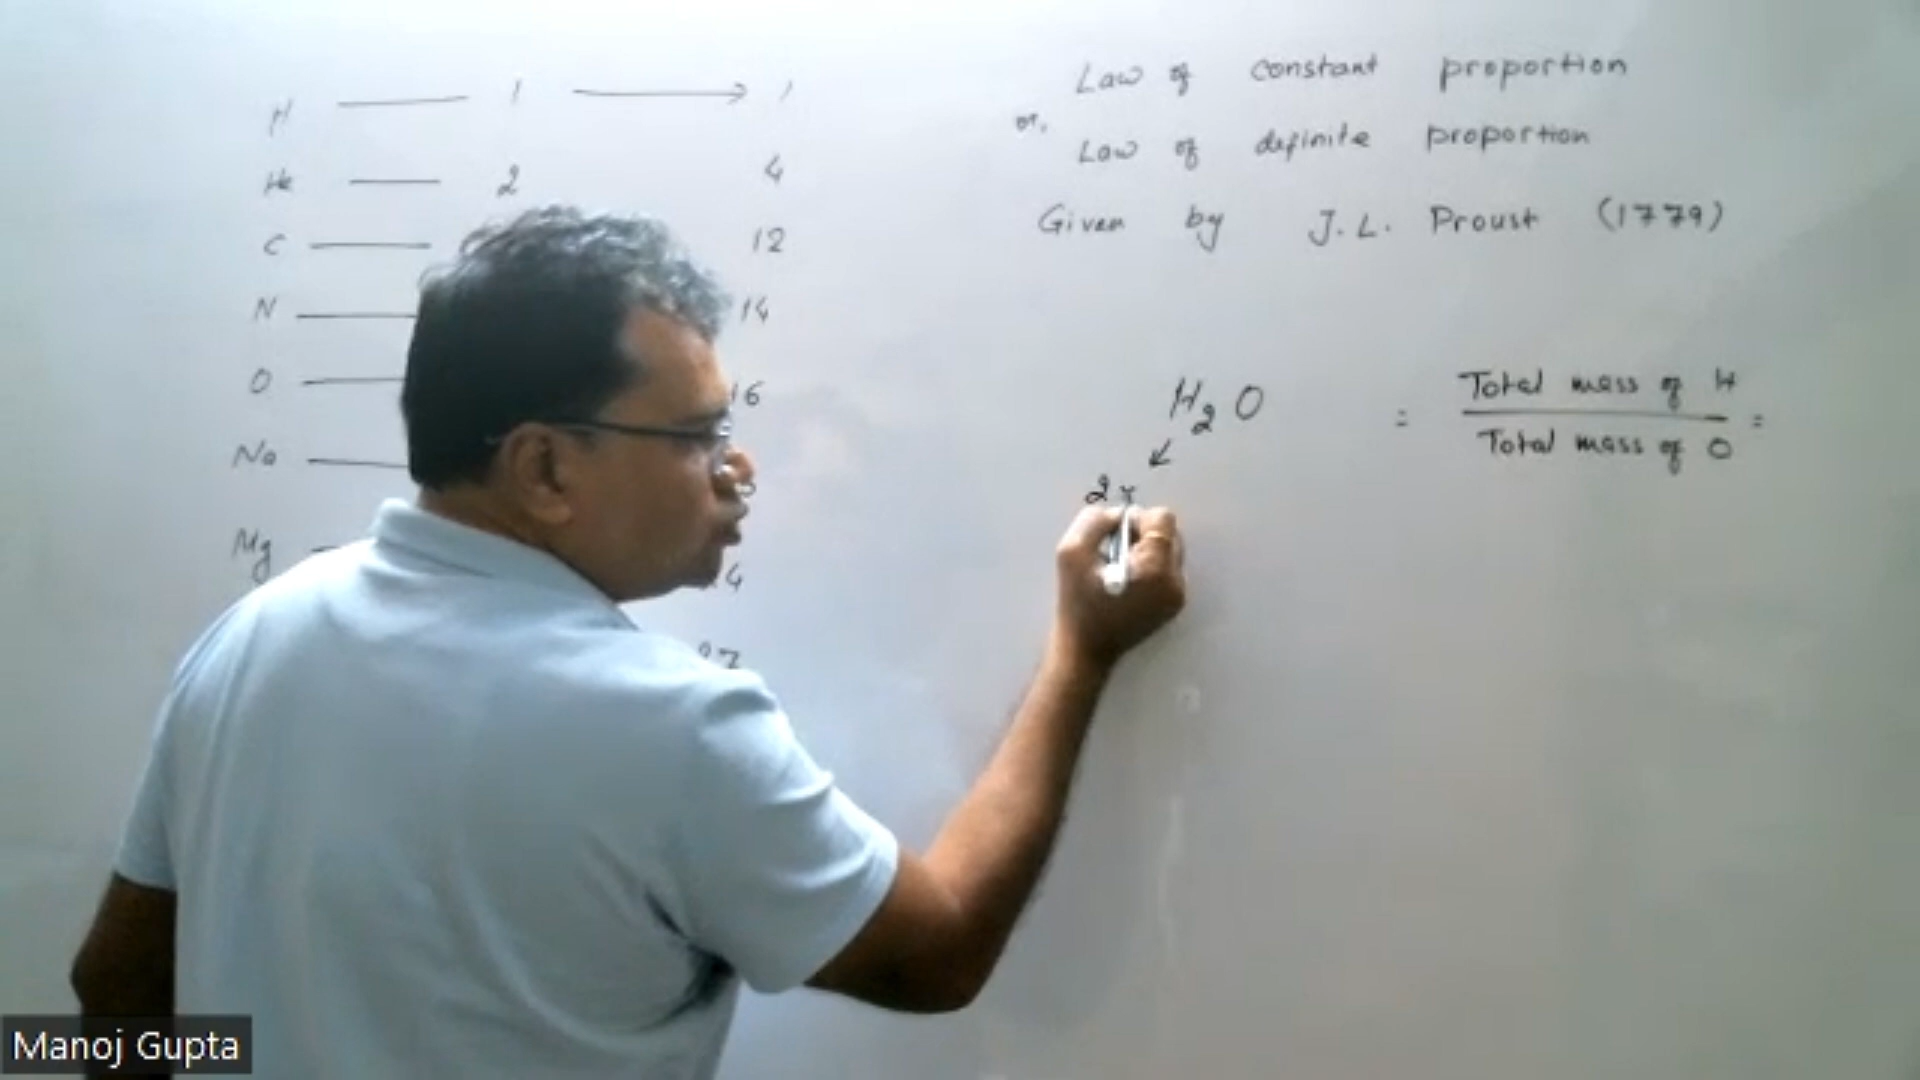 H 1 → 1
He 2 4
C 12
N 14
O 16
Na
Mg 4
27
Law of constant proportion
or, Law of definite proportion
Given by J. L. Proust (1779)
H₂O = Total mass of H / Total mass of O =
2 x
Manoj Gupta